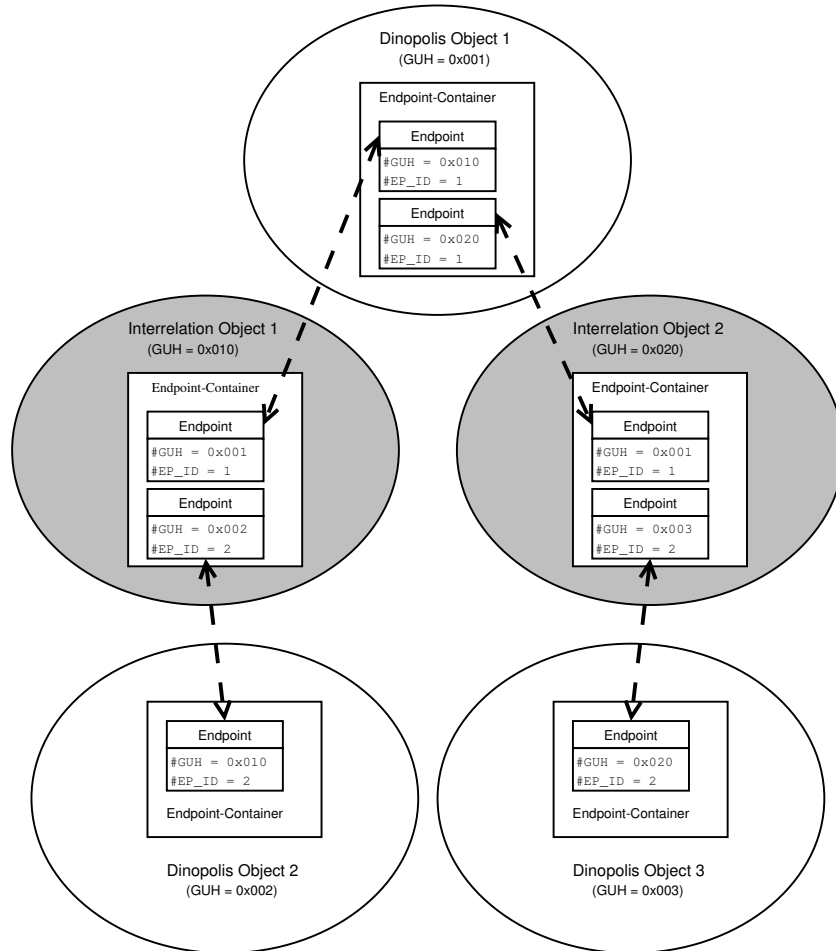 Dinopolis Object 1
(GUH = 0x001)
Endpoint-Container
Endpoint
#GUH = 0x010
#EP_ID = 1
Endpoint
#GUH = 0x020
#EP_ID = 1
Interrelation Object 1
(GUH = 0x010)
Endpoint-Container
Endpoint
#GUH = 0x001
#EP_ID = 1
Endpoint
#GUH = 0x002
#EP_ID = 2
Interrelation Object 2
(GUH = 0x020)
Endpoint-Container
Endpoint
#GUH = 0x001
#EP_ID = 1
Endpoint
#GUH = 0x003
#EP_ID = 2
Endpoint
#GUH = 0x010
#EP_ID = 2
Endpoint-Container
Dinopolis Object 2
(GUH = 0x002)
Endpoint
#GUH = 0x020
#EP_ID = 2
Endpoint-Container
Dinopolis Object 3
(GUH = 0x003)